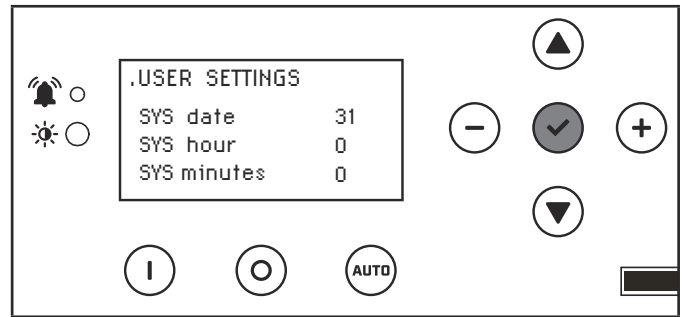 .USER SETTINGS
SYS date 31
SYS hour 0
SYS minutes 0
AUTO